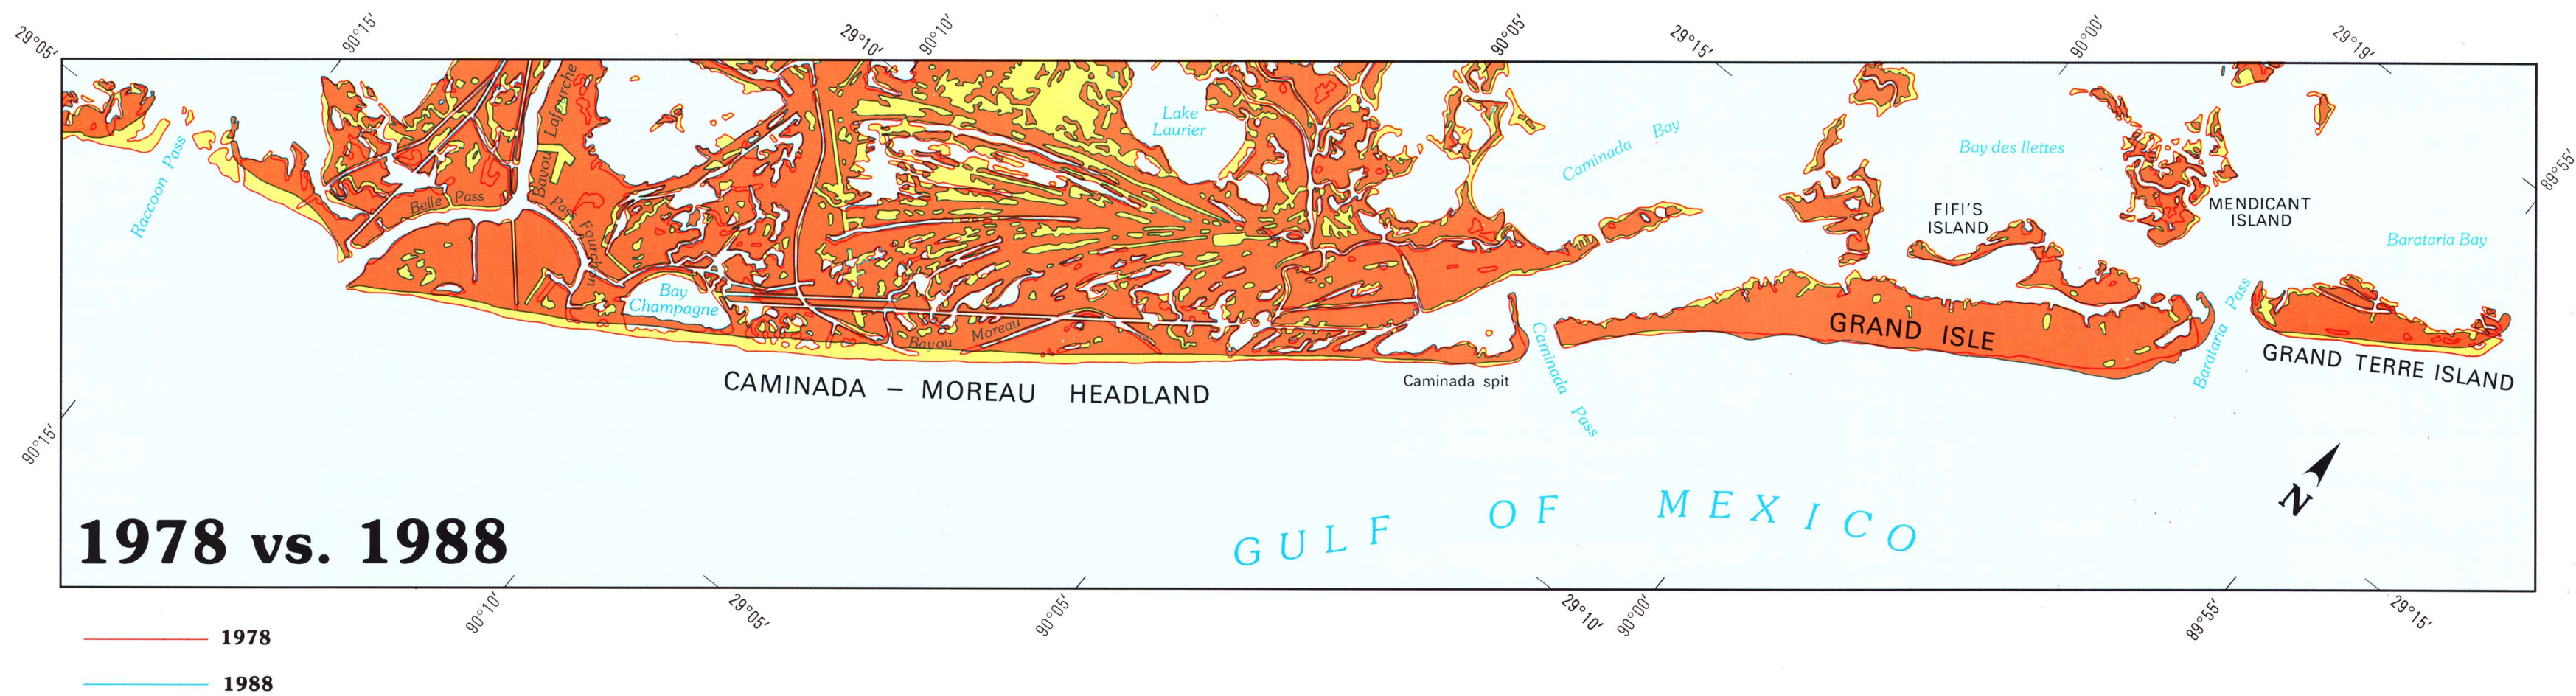 29°05′
90°15′
29°10′
90°10′
90°05′
29°15′
90°00′
29°19′
89°55′
Raccoon Pass
Belle Pass
Bayou Lafourche
Pass Fourchon
Bay
Champagne
Bayou Moreau
Lake
Laurier
Caminada Bay
Bay des Ilettes
FIFI'S
ISLAND
MENDICANT
ISLAND
Barataria Bay
GRAND ISLE
Barataria Pass
GRAND TERRE ISLAND
CAMINADA – MOREAU HEADLAND
Caminada spit
Caminada Pass
GULF OF MEXICO
N
90°15′
1978 vs. 1988
90°10′
29°05′
90°05′
29°10′
90°00′
89°55′
29°15′
1978
1988